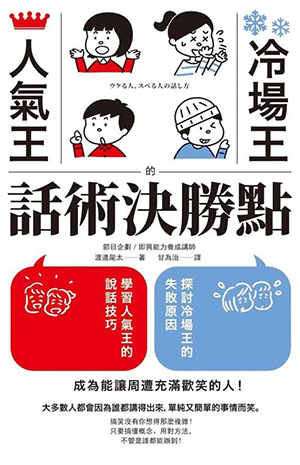 人氣王
冷場王
ウケる人、スベる人の話し方
的
話術決勝點
節目企劃/即興能力養成講師
渡邉龍太 著 甘為治 譯
學習人氣王的
說話技巧
探討冷場王的
失敗原因
成為能讓周遭充滿歡笑的人！
大多數人都會因為誰都講得出來，單純又簡單的事情而笑。
搞笑沒有你想得那麼複雜！
只要搞懂概念、用對方法，
不管是誰都能辦到！